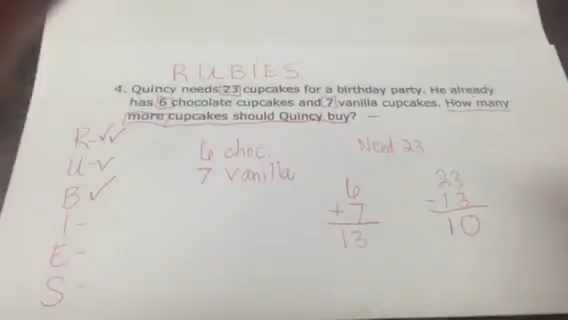 RUBIES
4. Quincy needs 23 cupcakes for a birthday party. He already
has 6 chocolate cupcakes and 7 vanilla cupcakes. How many
more cupcakes should Quincy buy? —
R-✓✓
U-✓
B✓
I-
E-
S-
6 choc.
7 vanilla
Need 23
6
+7
13
23
-13
10